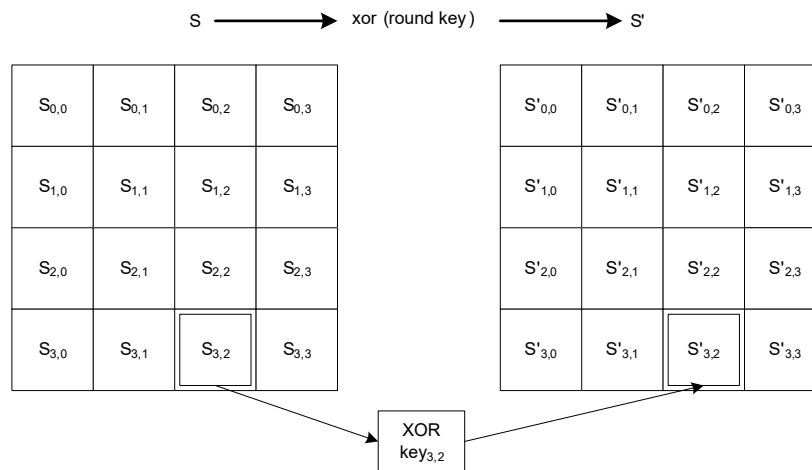 S xor (round key) S'
S0,0 S0,1 S0,2 S0,3 S'0,0 S'0,1 S'0,2 S'0,3
S1,0 S1,1 S1,2 S1,3 S'1,0 S'1,1 S'1,2 S'1,3
S2,0 S2,1 S2,2 S2,3 S'2,0 S'2,1 S'2,2 S'2,3
S3,0 S3,1 S3,2 S3,3 S'3,0 S'3,1 S'3,2 S'3,3
XOR
key3,2